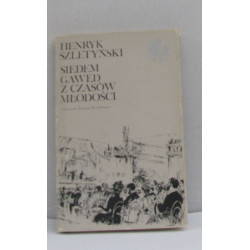 HENRYK
SZLETYŃSKI
SIEDEM
GAWĘD
Z CZASÓW
MŁODOŚCI